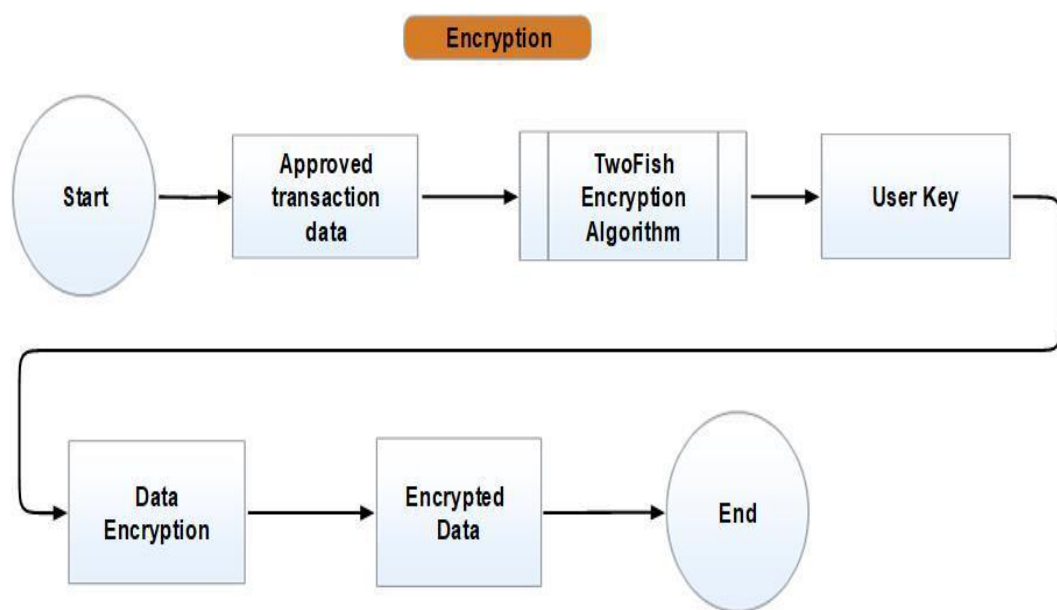 Encryption
Start
Approved
transaction
data
TwoFish
Encryption
Algorithm
User Key
Data
Encryption
Encrypted
Data
End